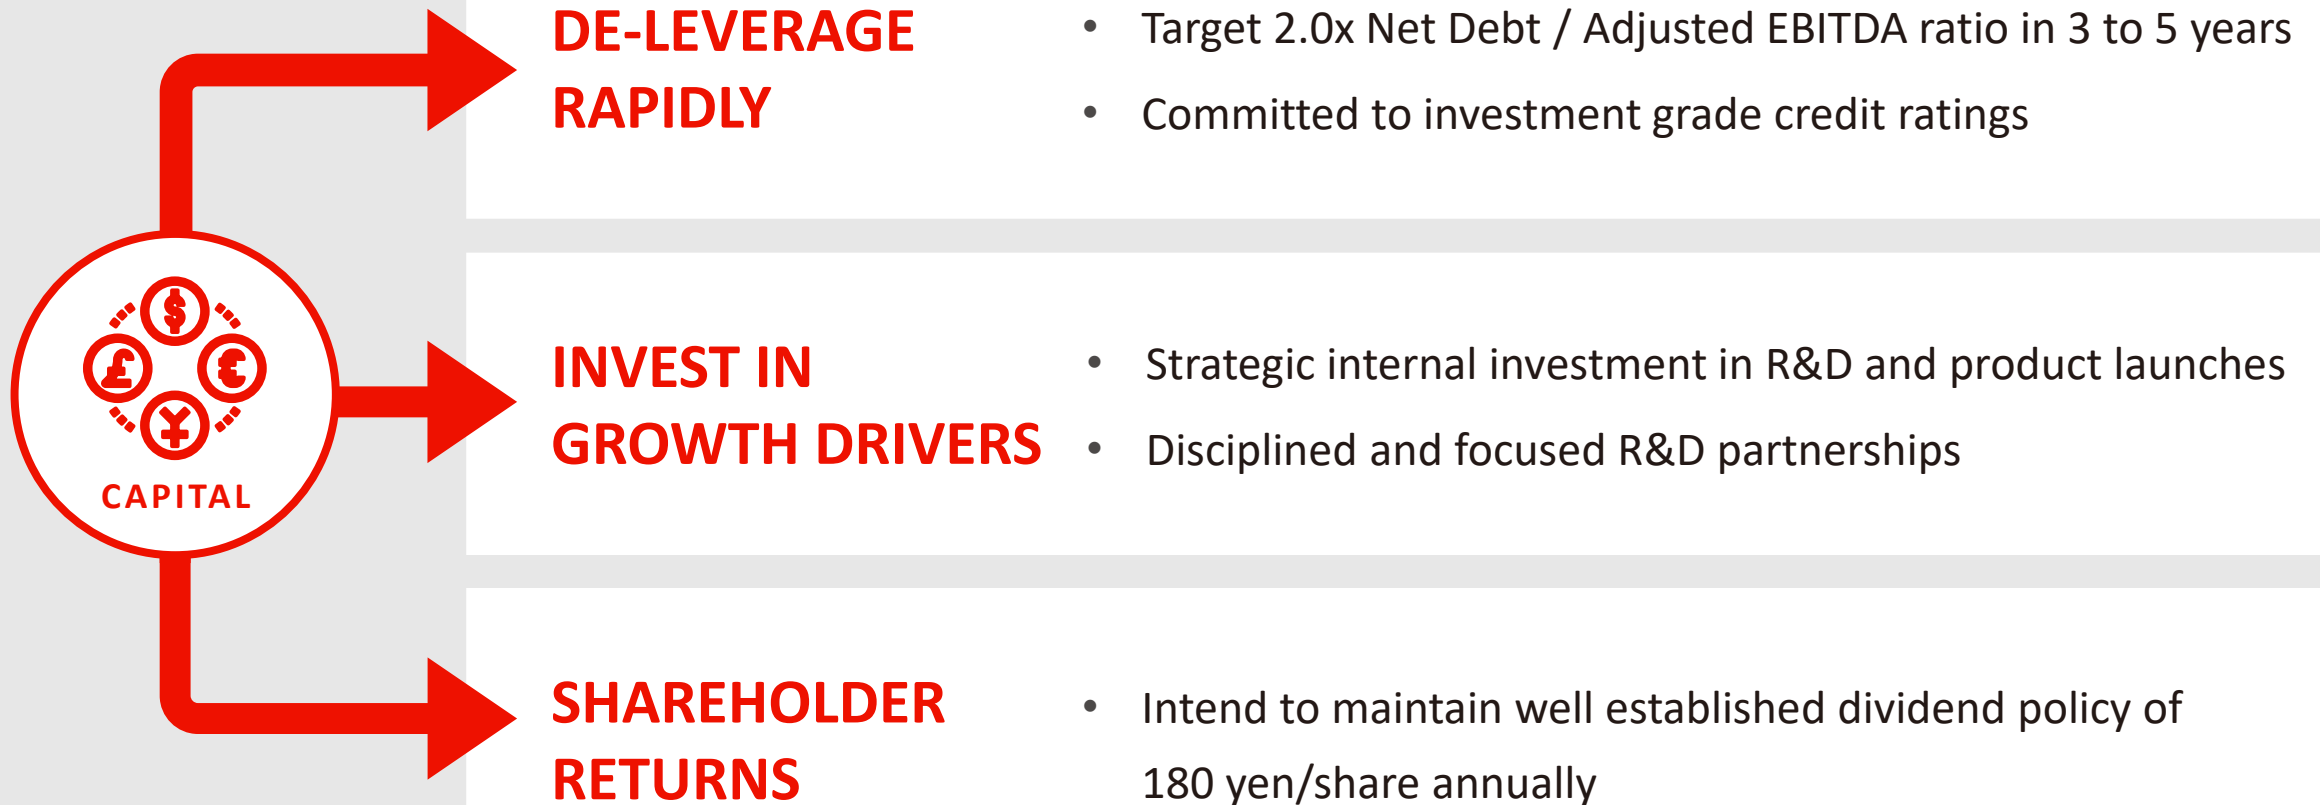 DE-LEVERAGE
RAPIDLY
• Target 2.0x Net Debt / Adjusted EBITDA ratio in 3 to 5 years
• Committed to investment grade credit ratings
$
£
€
¥
CAPITAL
INVEST IN
GROWTH DRIVERS
• Strategic internal investment in R&D and product launches
• Disciplined and focused R&D partnerships
SHAREHOLDER
RETURNS
• Intend to maintain well established dividend policy of
180 yen/share annually